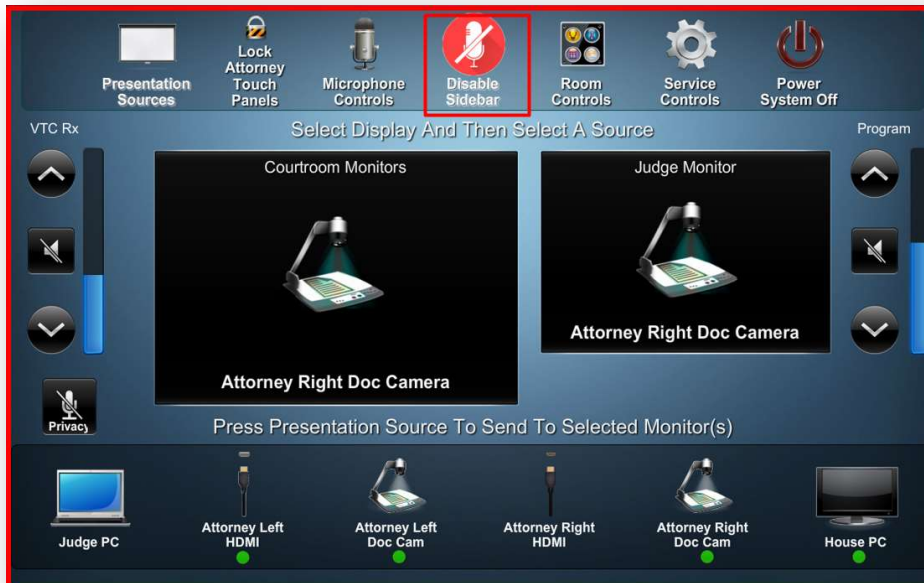 Presentation
Sources
Lock
Attorney
Touch
Panels
Microphone
Controls
Disable
Sidebar
Room
Controls
Service
Controls
Power
System Off
VTC Rx
Select Display And Then Select A Source
Program
Courtroom Monitors
Attorney Right Doc Camera
Judge Monitor
Attorney Right Doc Camera
Privacy
Press Presentation Source To Send To Selected Monitor(s)
Judge PC
Attorney Left
HDMI
Attorney Left
Doc Cam
Attorney Right
HDMI
Attorney Right
Doc Cam
House PC